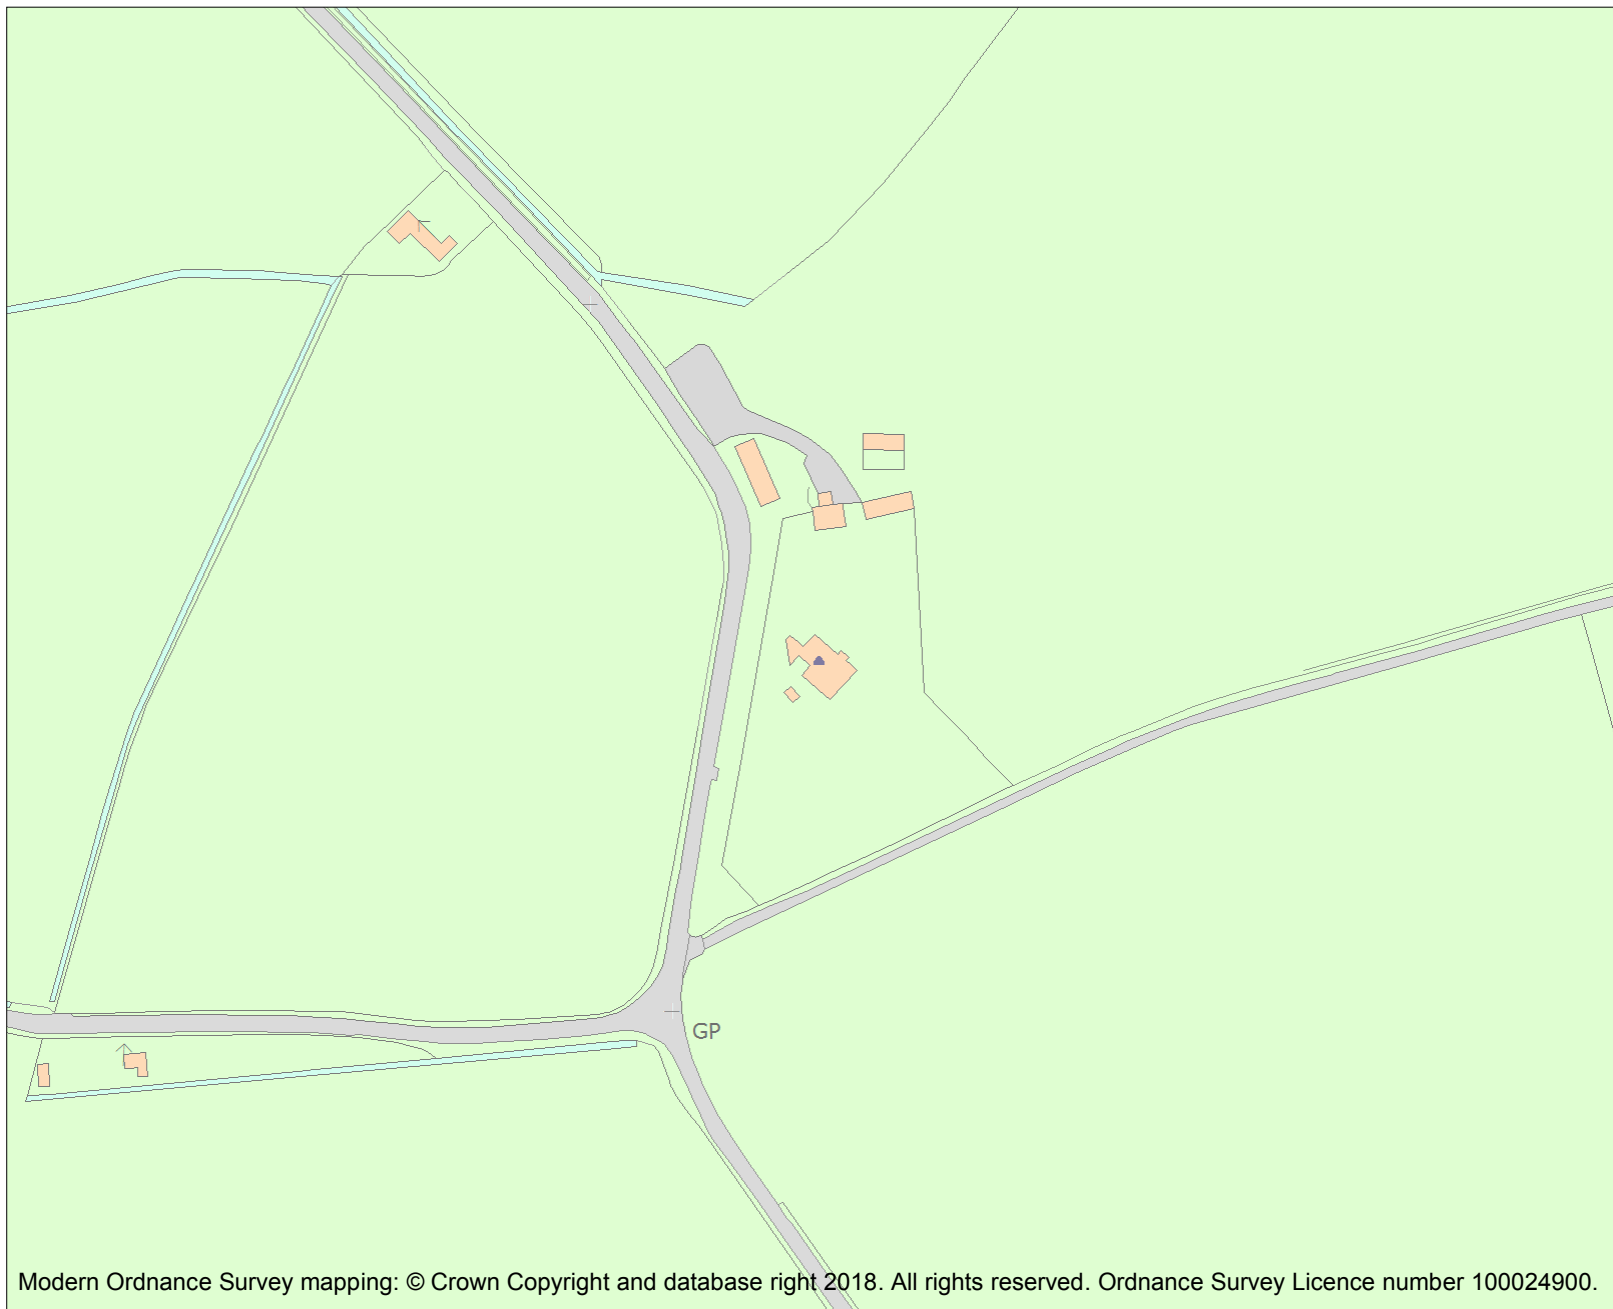 GP
Modern Ordnance Survey mapping: © Crown Copyright and database right 2018. All rights reserved. Ordnance Survey Licence number 100024900.